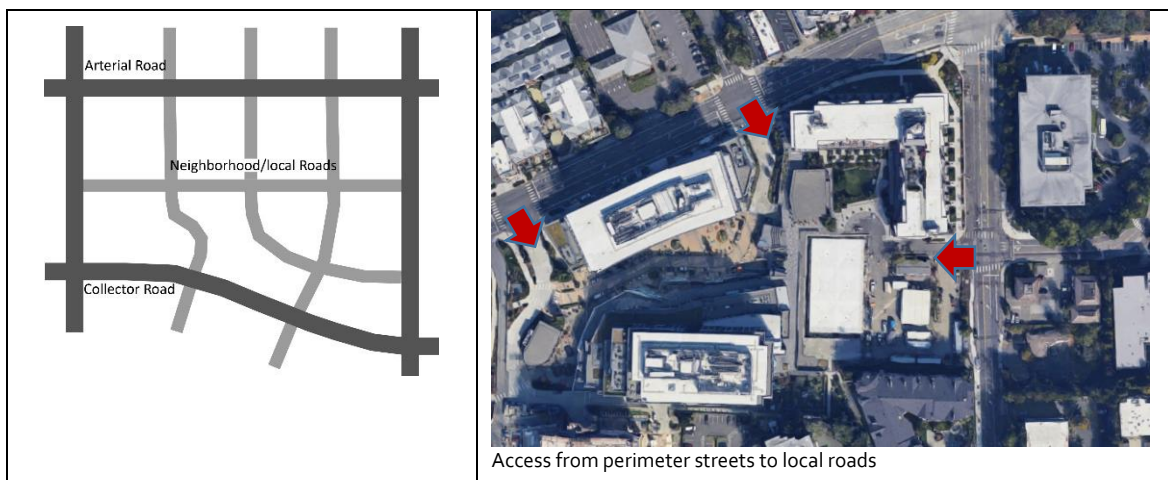 Arterial Road
Neighborhood/local Roads
Collector Road
Access from perimeter streets to local roads